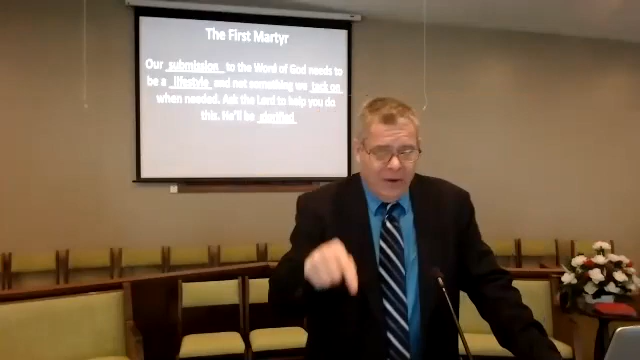 The First Martyr
Our submission to the Word of God needs to
be a lifestyle and not something we tack on
when needed. Ask the Lord to help you do
this. He'll be glorified.